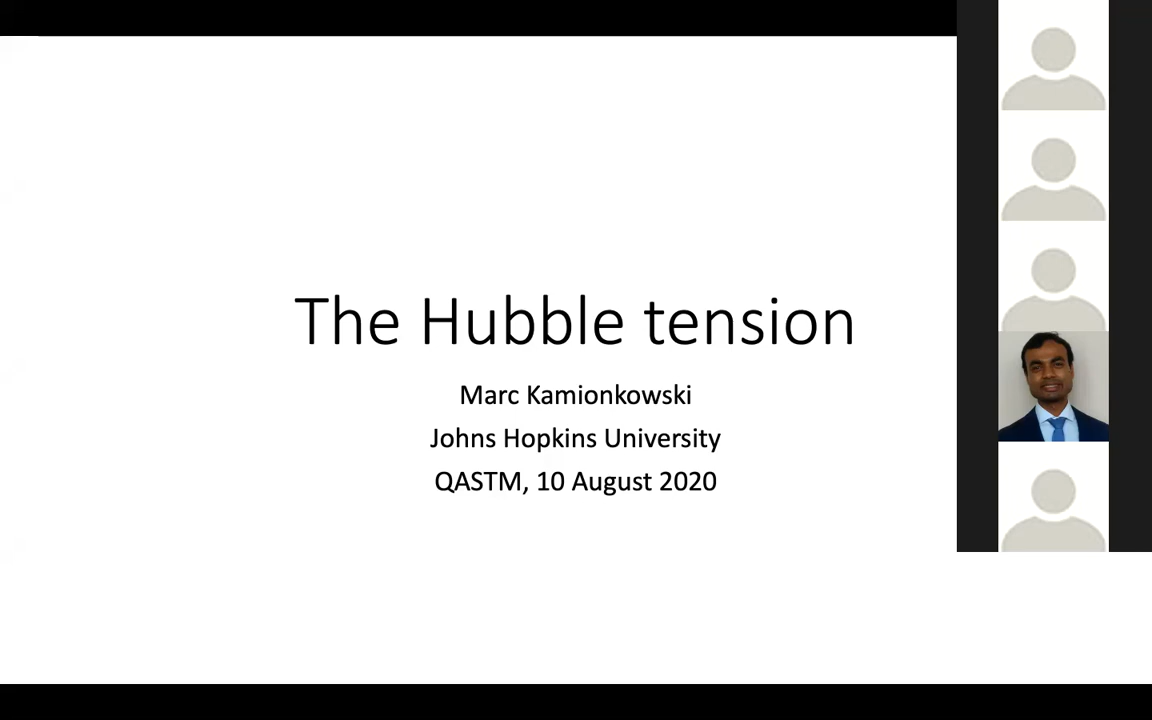 The Hubble tension
Marc Kamionkowski
Johns Hopkins University
QASTM, 10 August 2020